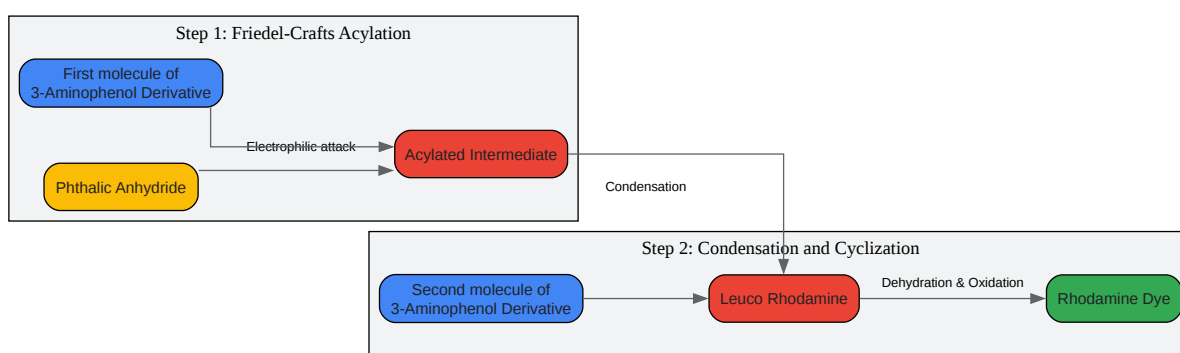 Step 1: Friedel-Crafts Acylation
First molecule of
3-Aminophenol Derivative
Electrophilic attack
Acylated Intermediate
Phthalic Anhydride
Condensation
Step 2: Condensation and Cyclization
Second molecule of
3-Aminophenol Derivative
Leuco Rhodamine
Dehydration & Oxidation
Rhodamine Dye